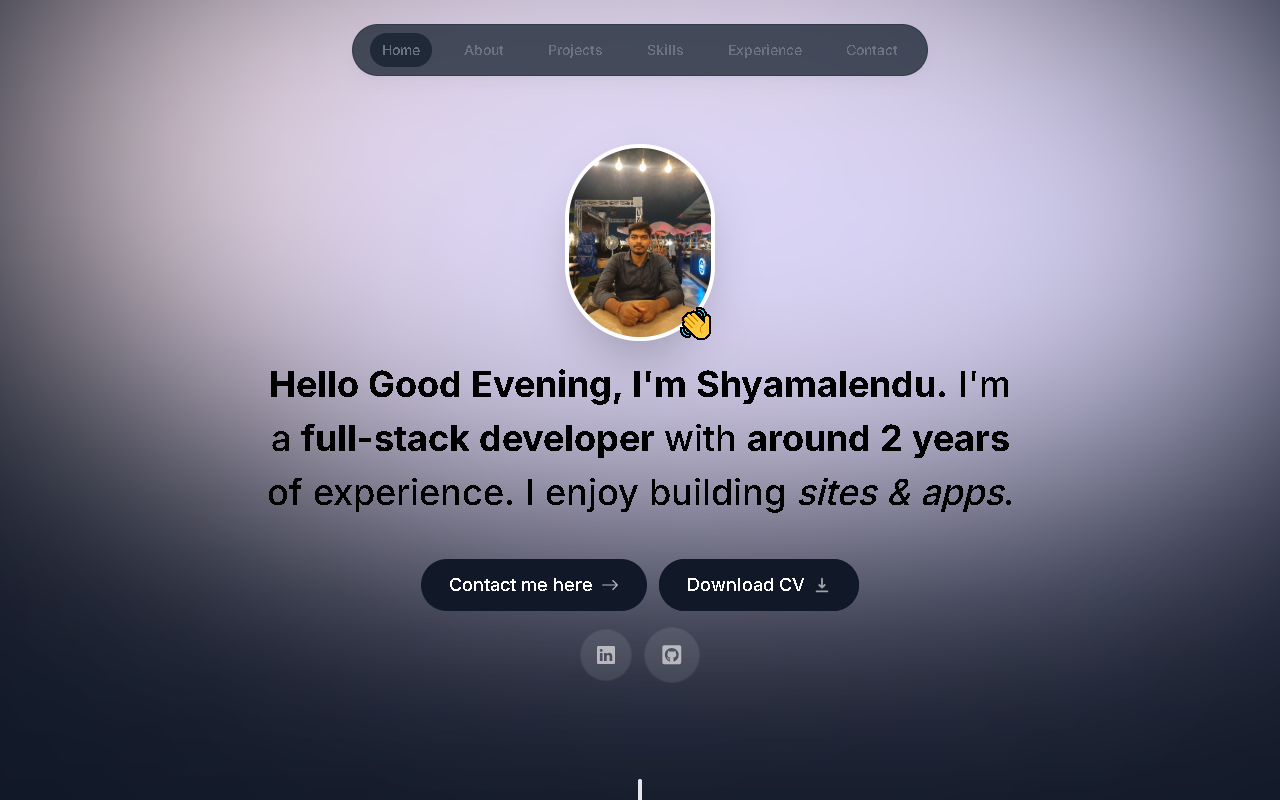 Home About Projects Skills Experience Contact
Hello Good Evening, I'm Shyamalendu. I'm
a full-stack developer with around 2 years
of experience. I enjoy building sites & apps.
Contact me here Download CV
in